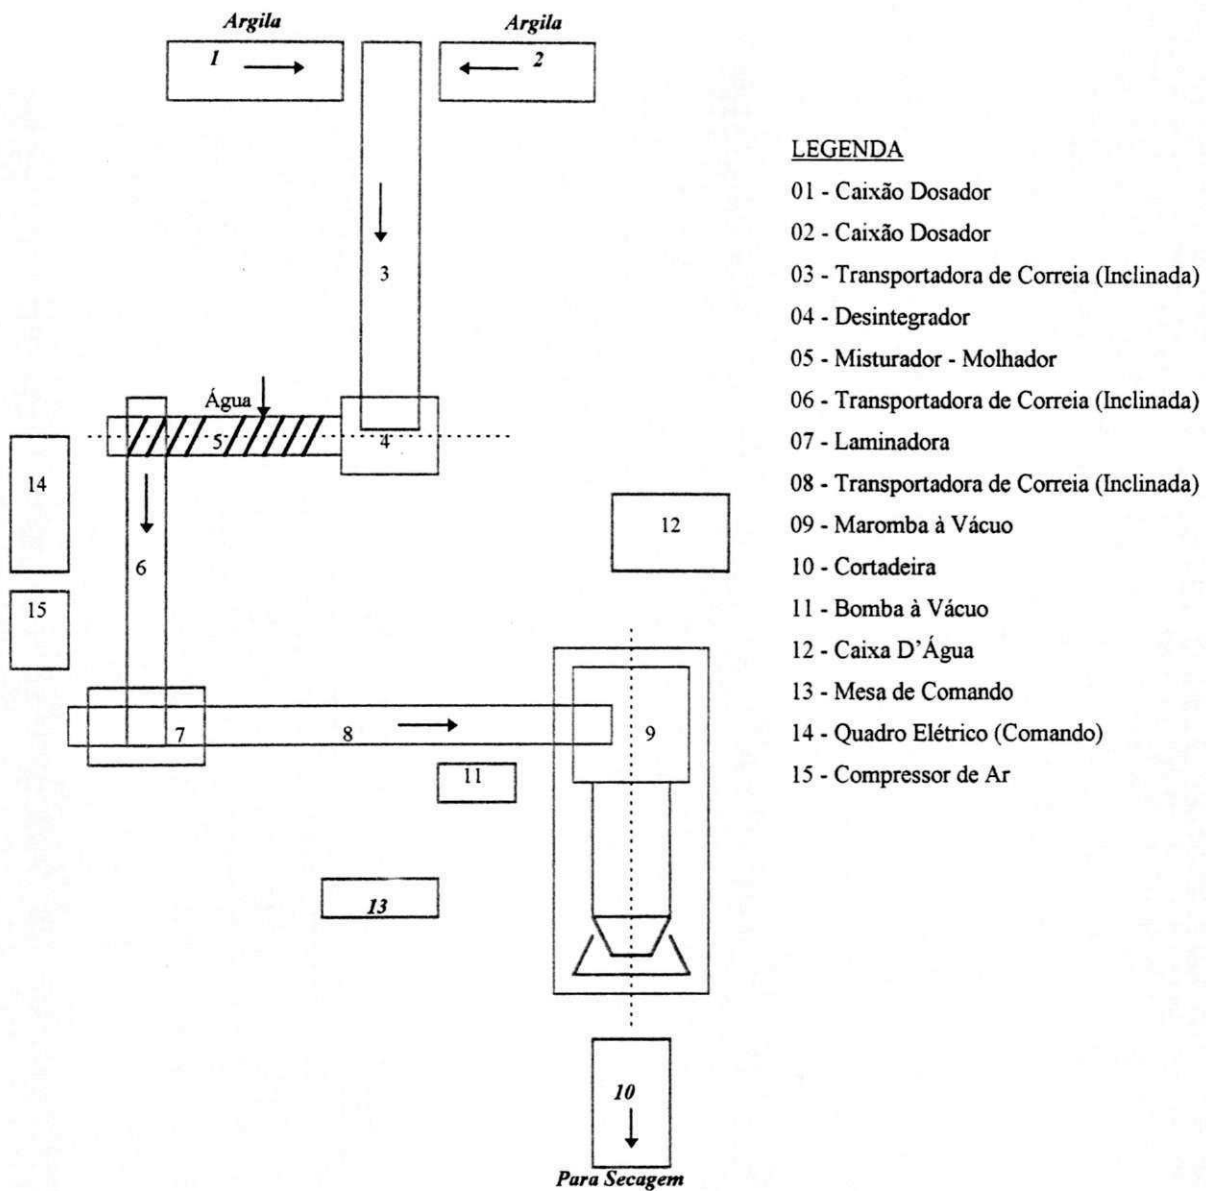 Argila
Argila
1
2
3
Água
5
4
14
12
6
15
7
8
9
11
13
10
Para Secagem
LEGENDA
01 - Caixão Dosador
02 - Caixão Dosador
03 - Transportadora de Correia (Inclinada)
04 - Desintegrador
05 - Misturador - Molhador
06 - Transportadora de Correia (Inclinada)
07 - Laminadora
08 - Transportadora de Correia (Inclinada)
09 - Maromba à Vácuo
10 - Cortadeira
11 - Bomba à Vácuo
12 - Caixa D'Água
13 - Mesa de Comando
14 - Quadro Elétrico (Comando)
15 - Compressor de Ar